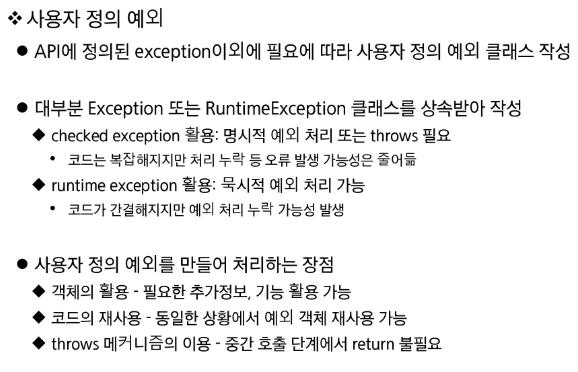 ❖ 사용자 정의 예외
● API에 정의된 exception이외에 필요에 따라 사용자 정의 예외 클래스 작성
● 대부분 Exception 또는 RuntimeException 클래스를 상속받아 작성
◆ checked exception 활용: 명시적 예외 처리 또는 throws 필요
• 코드는 복잡해지지만 처리 누락 등 오류 발생 가능성은 줄어듦
◆ runtime exception 활용: 묵시적 예외 처리 가능
• 코드가 간결해지지만 예외 처리 누락 가능성 발생
● 사용자 정의 예외를 만들어 처리하는 장점
◆ 객체의 활용 - 필요한 추가정보, 기능 활용 가능
◆ 코드의 재사용 - 동일한 상황에서 예외 객체 재사용 가능
◆ throws 메커니즘의 이용 - 중간 호출 단계에서 return 불필요